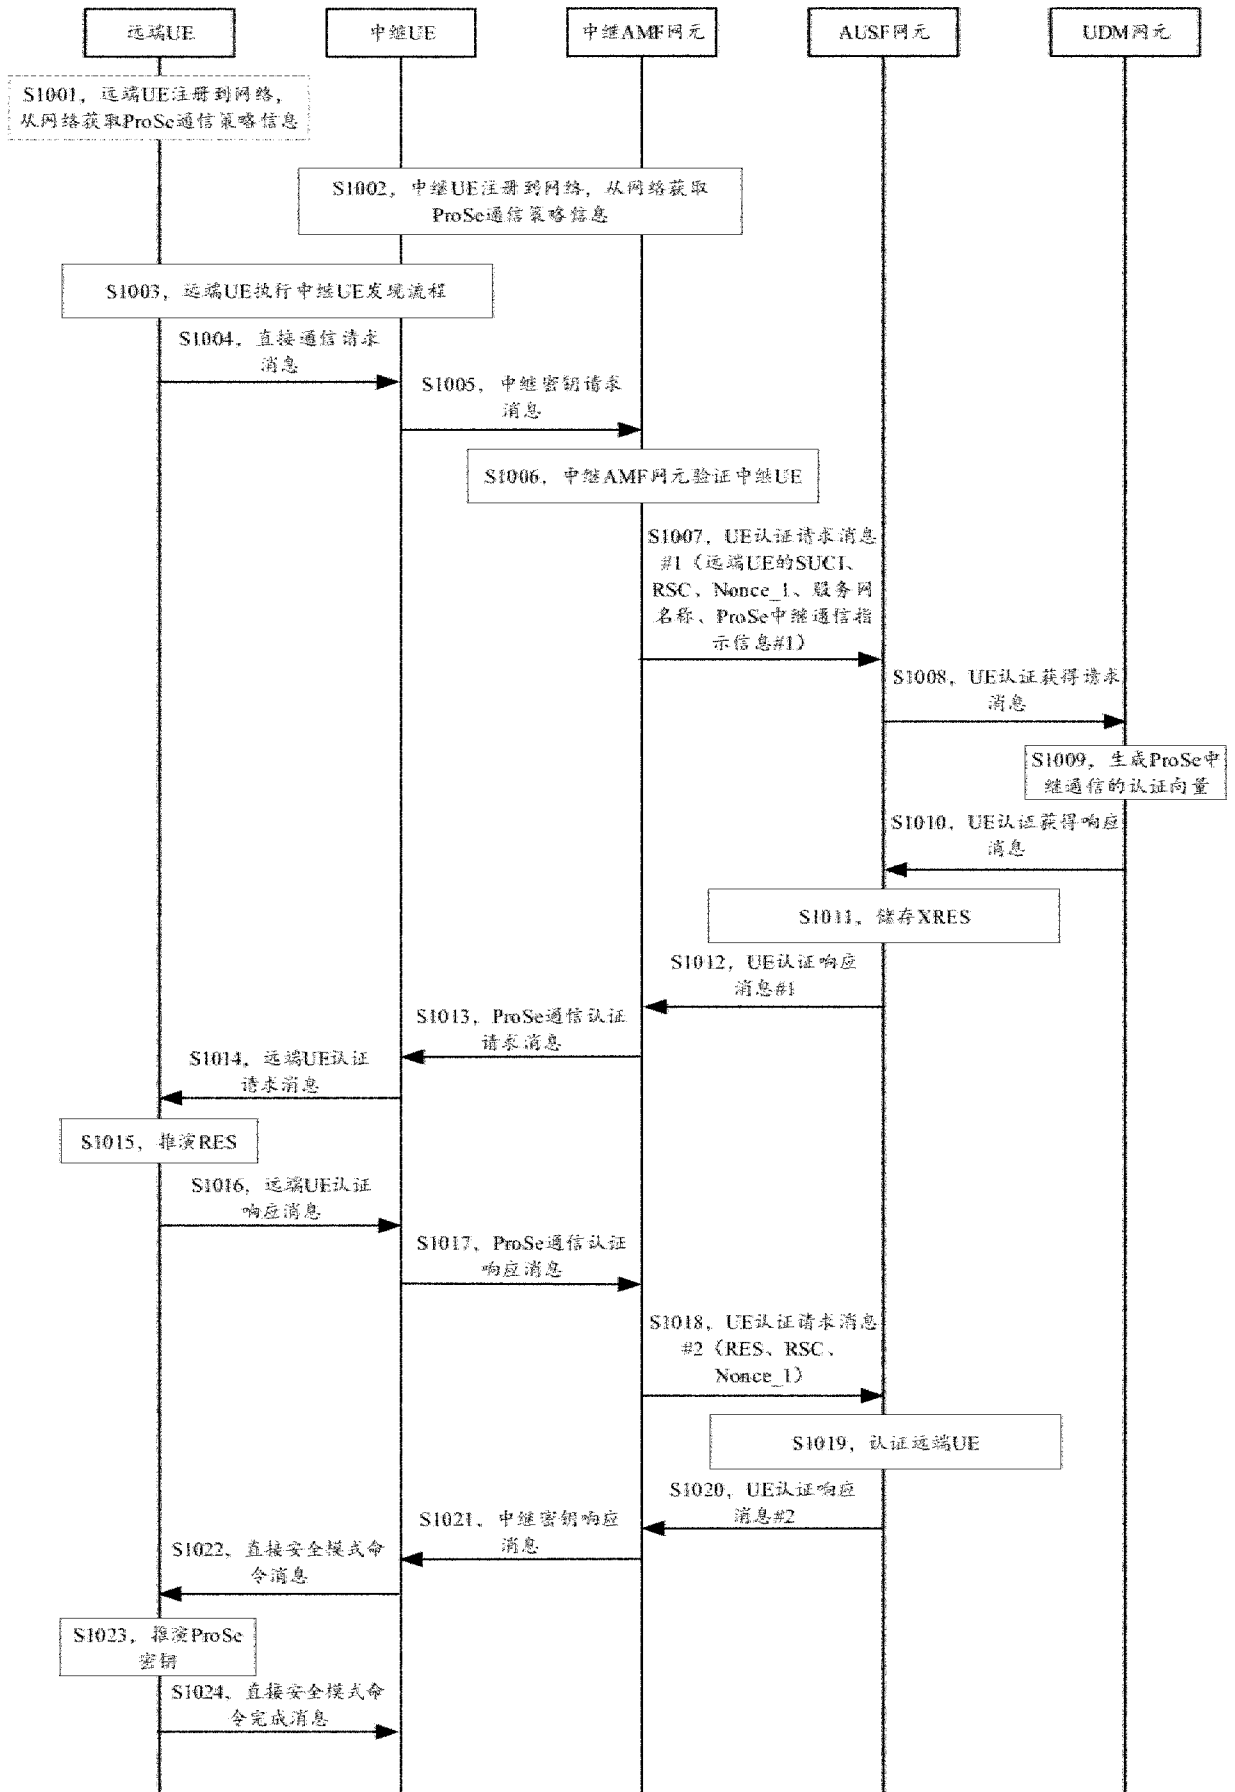 远端UE
中继UE
中继AMF网元
AUSF网元
UDM网元
S1001，远端UE注册到网络，
从网络获取ProSe通信策略信息
S1002，中继UE注册到网络，从网络获取
ProSe通信策略信息
S1003，远端UE执行中继UE发现流程
S1004，直接通信请求
消息
S1005，中继密钥请求
消息
S1006，中继AMF网元验证中继UE
S1007，UE认证请求消息
#1（远端UE的SUCI、
RSC、Nonce_1、服务网
名称、ProSe中继通信指
示信息#1）
S1008，UE认证获得请求
消息
S1009，生成ProSe中
继通信的认证向量
S1010，UE认证获得响应
消息
S1011，储存XRES
S1012，UE认证响应
消息#1
S1013，ProSe通信认证
请求消息
S1014，远端UE认证
请求消息
S1015，推演RES
S1016，远端UE认证
响应消息
S1017，ProSe通信认证
响应消息
S1018，UE认证请求消息
#2（RES、RSC、
Nonce_1）
S1019，认证远端UE
S1020，UE认证响应
消息#2
S1021，中继密钥响应
消息
S1022，直接安全模式命
令消息
S1023，推演ProSe
密钥
S1024，直接安全模式命
令完成消息